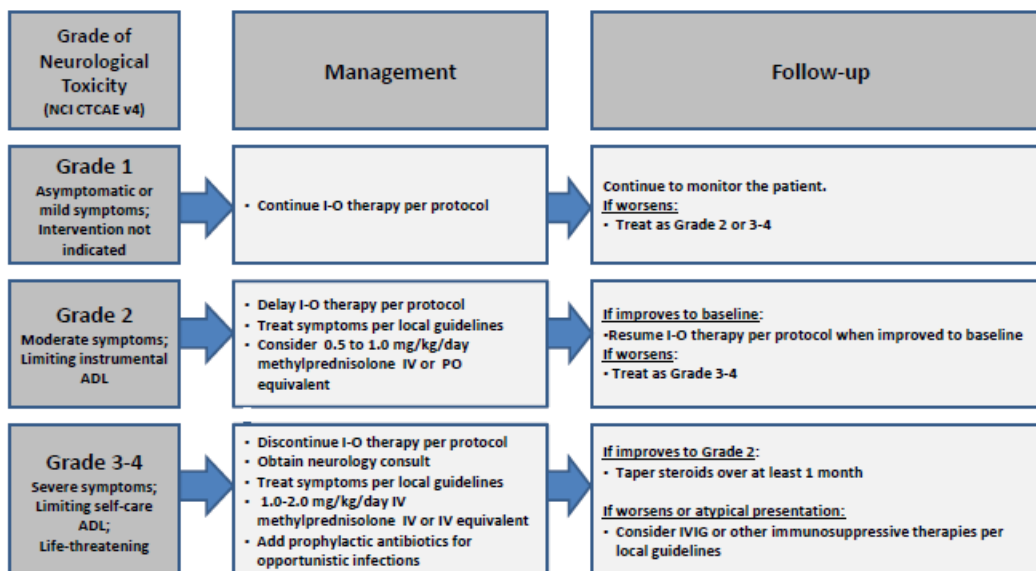 Grade of
Neurological
Toxicity
(NCI CTCAE v4)
Management
Follow-up
Grade 1
Asymptomatic or
mild symptoms;
Intervention not
indicated
• Continue I-O therapy per protocol
Continue to monitor the patient.
If worsens:
• Treat as Grade 2 or 3-4
Grade 2
Moderate symptoms;
Limiting instrumental
ADL
• Delay I-O therapy per protocol
• Treat symptoms per local guidelines
• Consider 0.5 to 1.0 mg/kg/day
methylprednisolone IV or PO
equivalent
If improves to baseline:
•Resume I-O therapy per protocol when improved to baseline
If worsens:
• Treat as Grade 3-4
Grade 3-4
Severe symptoms;
Limiting self-care
ADL;
Life-threatening
• Discontinue I-O therapy per protocol
• Obtain neurology consult
• Treat symptoms per local guidelines
• 1.0-2.0 mg/kg/day IV
methylprednisolone IV or IV equivalent
• Add prophylactic antibiotics for
opportunistic infections
If improves to Grade 2:
• Taper steroids over at least 1 month
If worsens or atypical presentation:
• Consider IVIG or other immunosuppressive therapies per
local guidelines